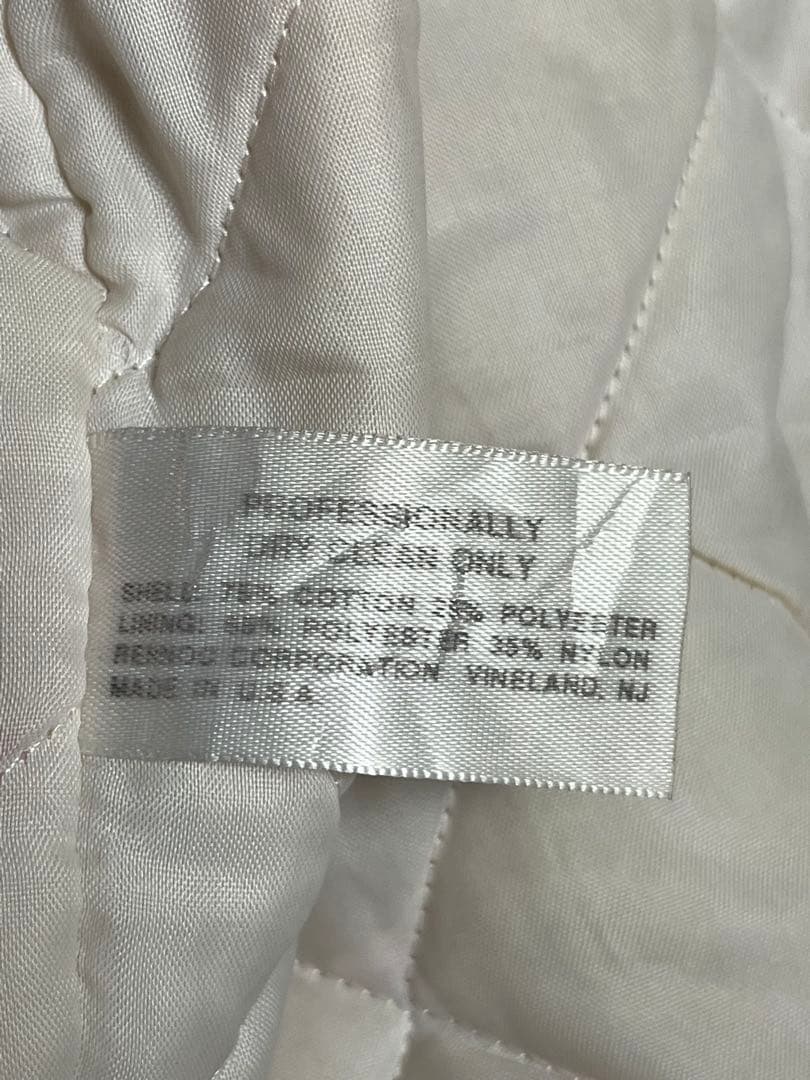 PROFESSIONALLY
DRY CLEAN ONLY
SHELL: 75% COTTON 25% POLYESTER
LINING: 65% POLYESTER 35% NYLON
RENNOC CORPORATION VINELAND, NJ
MADE IN U.S.A.